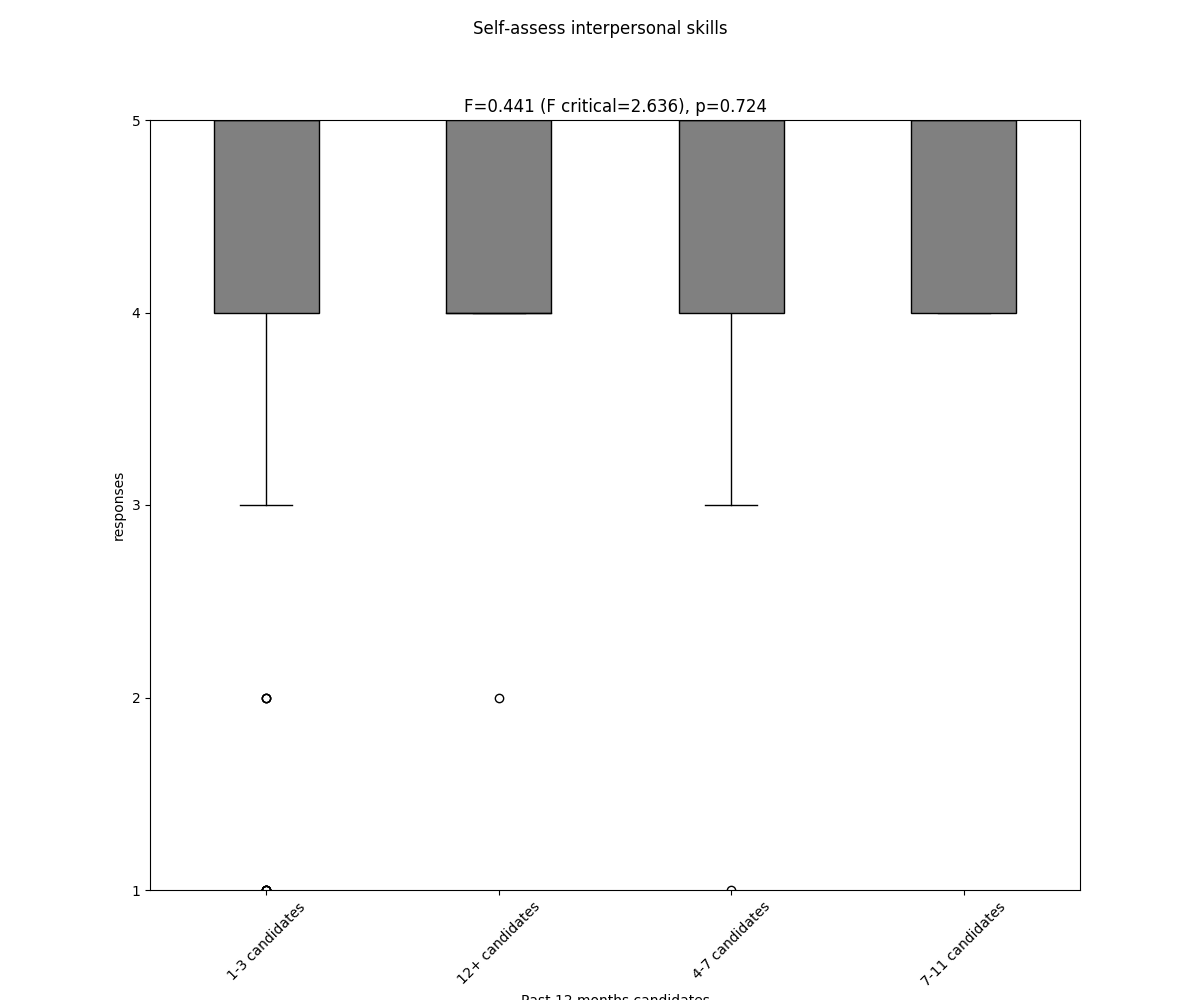 Self-assess interpersonal skills
F=0.441 (F critical=2.636), p=0.724
5
4
3
2
1
responses
1-3 candidates
12+ candidates
4-7 candidates
7-11 candidates
Past 12 months candidates